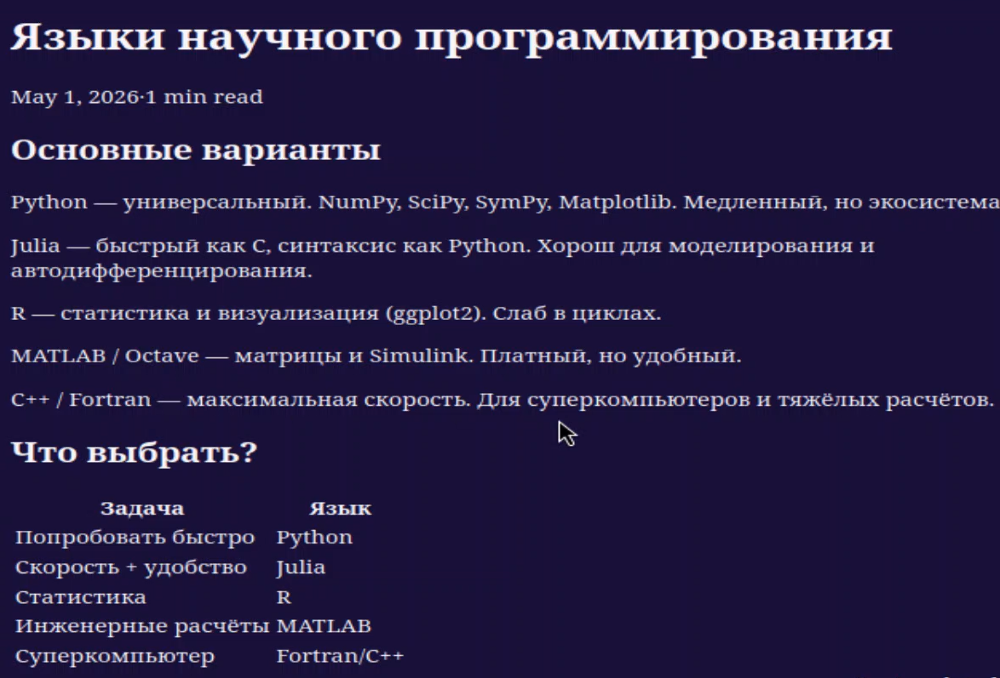 Языки научного программирования
May 1, 2026·1 min read
Основные варианты
Python — универсальный. NumPy, SciPy, SymPy, Matplotlib. Медленный, но экосистема
Julia — быстрый как C, синтаксис как Python. Хорош для моделирования и
автодифференцирования.
R — статистика и визуализация (ggplot2). Слаб в циклах.
MATLAB / Octave — матрицы и Simulink. Платный, но удобный.
C++ / Fortran — максимальная скорость. Для суперкомпьютеров и тяжёлых расчётов.
Что выбрать?
Задача Язык
Попробовать быстро Python
Скорость + удобство Julia
Статистика R
Инженерные расчёты MATLAB
Суперкомпьютер Fortran/C++